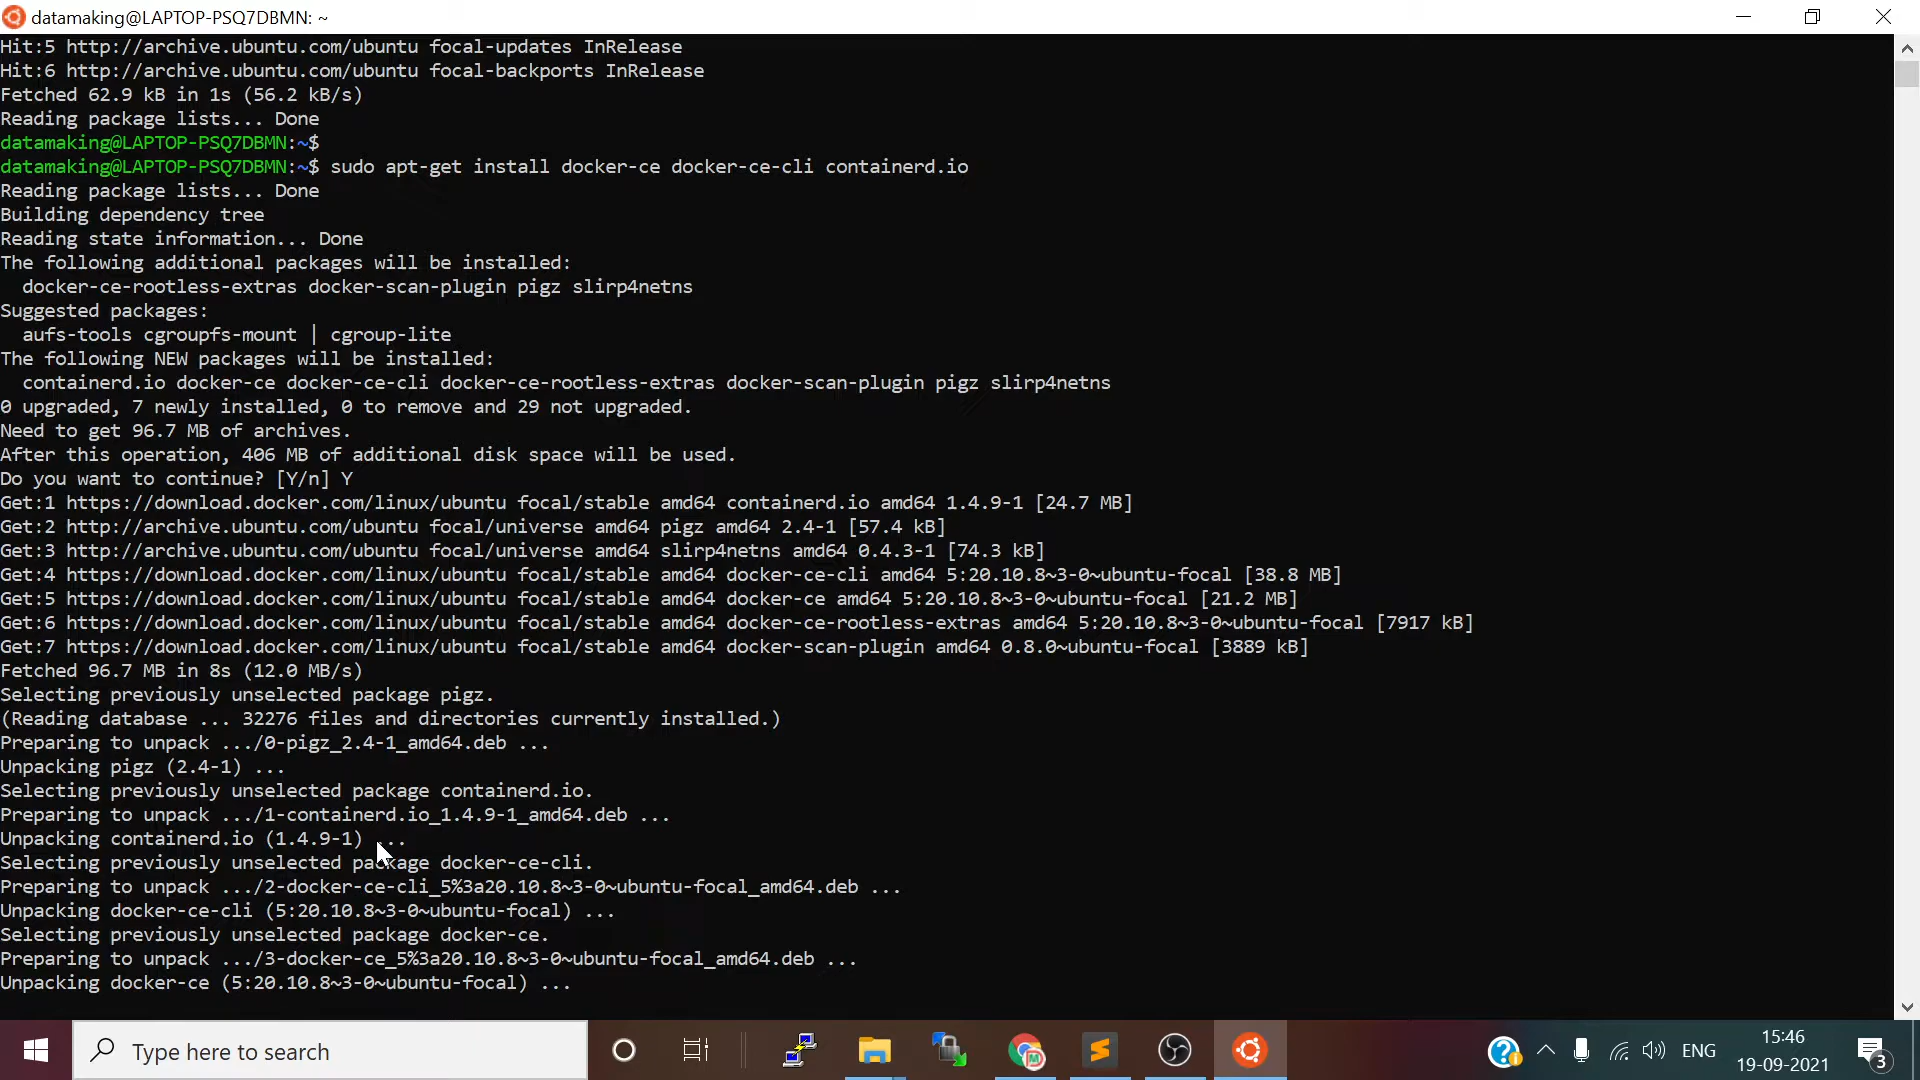 datamaking@LAPTOP-PSQ7DBMN: ~
Hit:5 http://archive.ubuntu.com/ubuntu focal-updates InRelease
Hit:6 http://archive.ubuntu.com/ubuntu focal-backports InRelease
Fetched 62.9 kB in 1s (56.2 kB/s)
Reading package lists... Done
datamaking@LAPTOP-PSQ7DBMN:~$
datamaking@LAPTOP-PSQ7DBMN:~$ sudo apt-get install docker-ce docker-ce-cli containerd.io
Reading package lists... Done
Building dependency tree
Reading state information... Done
The following additional packages will be installed:
  docker-ce-rootless-extras docker-scan-plugin pigz slirp4netns
Suggested packages:
  aufs-tools cgroupfs-mount | cgroup-lite
The following NEW packages will be installed:
  containerd.io docker-ce docker-ce-cli docker-ce-rootless-extras docker-scan-plugin pigz slirp4netns
0 upgraded, 7 newly installed, 0 to remove and 29 not upgraded.
Need to get 96.7 MB of archives.
After this operation, 406 MB of additional disk space will be used.
Do you want to continue? [Y/n] Y
Get:1 https://download.docker.com/linux/ubuntu focal/stable amd64 containerd.io amd64 1.4.9-1 [24.7 MB]
Get:2 http://archive.ubuntu.com/ubuntu focal/universe amd64 pigz amd64 2.4-1 [57.4 kB]
Get:3 http://archive.ubuntu.com/ubuntu focal/universe amd64 slirp4netns amd64 0.4.3-1 [74.3 kB]
Get:4 https://download.docker.com/linux/ubuntu focal/stable amd64 docker-ce-cli amd64 5:20.10.8~3-0~ubuntu-focal [38.8 MB]
Get:5 https://download.docker.com/linux/ubuntu focal/stable amd64 docker-ce amd64 5:20.10.8~3-0~ubuntu-focal [21.2 MB]
Get:6 https://download.docker.com/linux/ubuntu focal/stable amd64 docker-ce-rootless-extras amd64 5:20.10.8~3-0~ubuntu-focal [7917 kB]
Get:7 https://download.docker.com/linux/ubuntu focal/stable amd64 docker-scan-plugin amd64 0.8.0~ubuntu-focal [3889 kB]
Fetched 96.7 MB in 8s (12.0 MB/s)
Selecting previously unselected package pigz.
(Reading database ... 32276 files and directories currently installed.)
Preparing to unpack .../0-pigz_2.4-1_amd64.deb ...
Unpacking pigz (2.4-1) ...
Selecting previously unselected package containerd.io.
Preparing to unpack .../1-containerd.io_1.4.9-1_amd64.deb ...
Unpacking containerd.io (1.4.9-1) ...
Selecting previously unselected package docker-ce-cli.
Preparing to unpack .../2-docker-ce-cli_5%3a20.10.8~3-0~ubuntu-focal_amd64.deb ...
Unpacking docker-ce-cli (5:20.10.8~3-0~ubuntu-focal) ...
Selecting previously unselected package docker-ce.
Preparing to unpack .../3-docker-ce_5%3a20.10.8~3-0~ubuntu-focal_amd64.deb ...
Unpacking docker-ce (5:20.10.8~3-0~ubuntu-focal) ...
Type here to search
ENG
15:46
19-09-2021
3